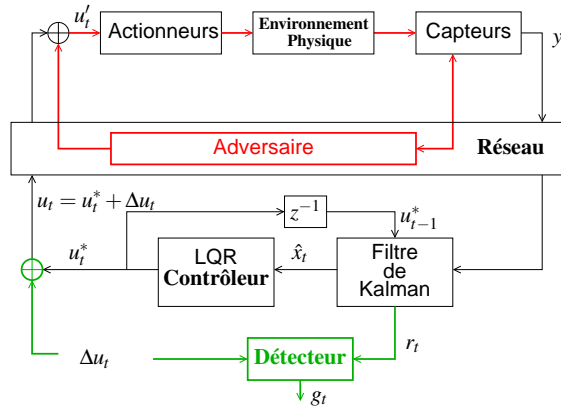 u′ₜ
Actionneurs
Environnement
Physique
Capteurs
y
Adversaire
Réseau
uₜ = u*ₜ + Δuₜ
z⁻¹
u*ₜ
u*ₜ₋₁
LQR
Contrôleur
x̂ₜ
Filtre
de
Kalman
Δuₜ
Détecteur
rₜ
gₜ